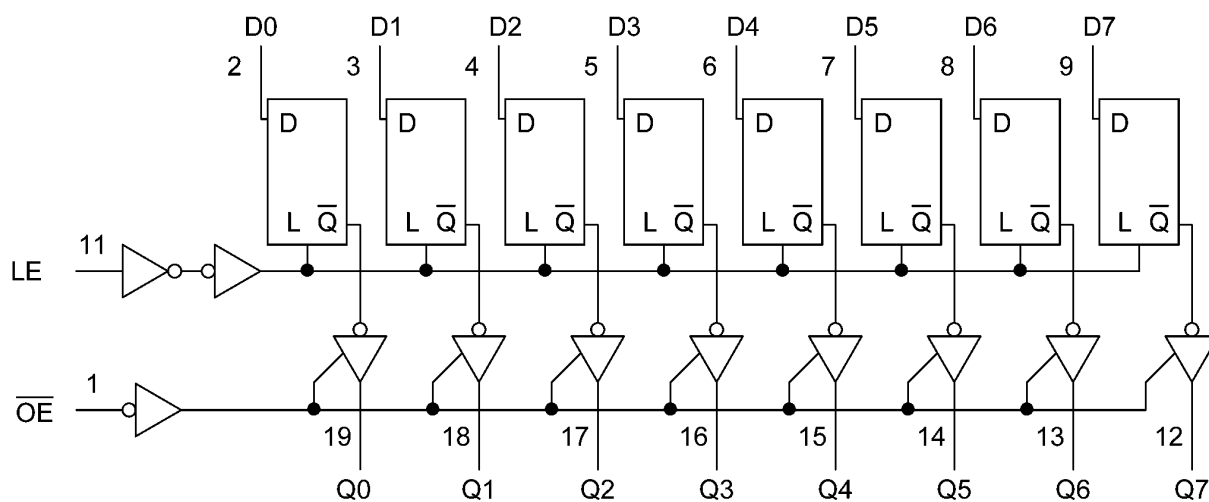 D0 D1 D2 D3 D4 D5 D6 D7
2 3 4 5 6 7 8 9
D D D D D D D D
L Q̅ L Q̅ L Q̅ L Q̅ L Q̅ L Q̅ L Q̅ L Q̅
11
LE
1
O̅E̅
19 18 17 16 15 14 13 12
Q0 Q1 Q2 Q3 Q4 Q5 Q6 Q7